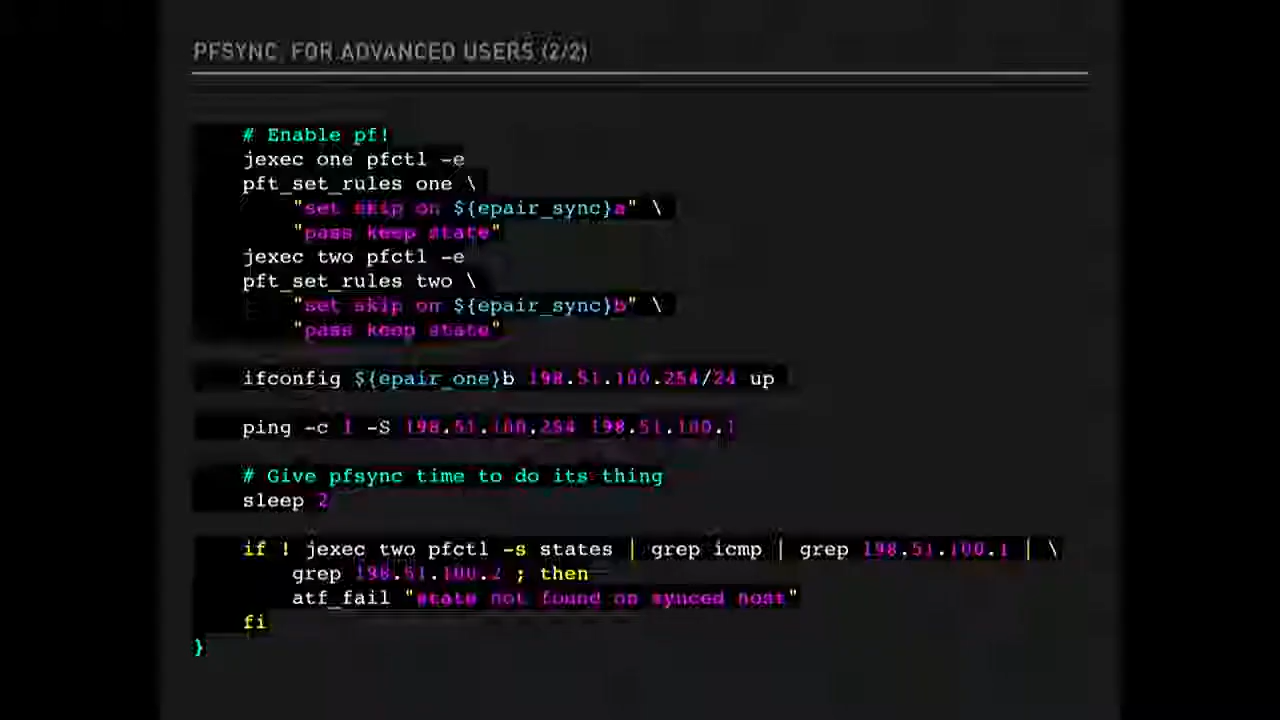 PFSYNC, FOR ADVANCED USERS (2/2)
# Enable pf!
jexec one pfctl -e
pft_set_rules one \
"set skip on ${epair_sync}a" \
"pass keep state"
jexec two pfctl -e
pft_set_rules two \
"set skip on ${epair_sync}b" \
"pass keep state"
ifconfig ${epair_one}b 198.51.100.254/24 up
ping -c 1 -S 198.51.100.254 198.51.100.1
# Give pfsync time to do its thing
sleep 2
if ! jexec two pfctl -s states | grep icmp | grep 198.51.100.1 | \
grep 198.51.100.2 ; then
atf_fail "state not found on synced host"
fi
}